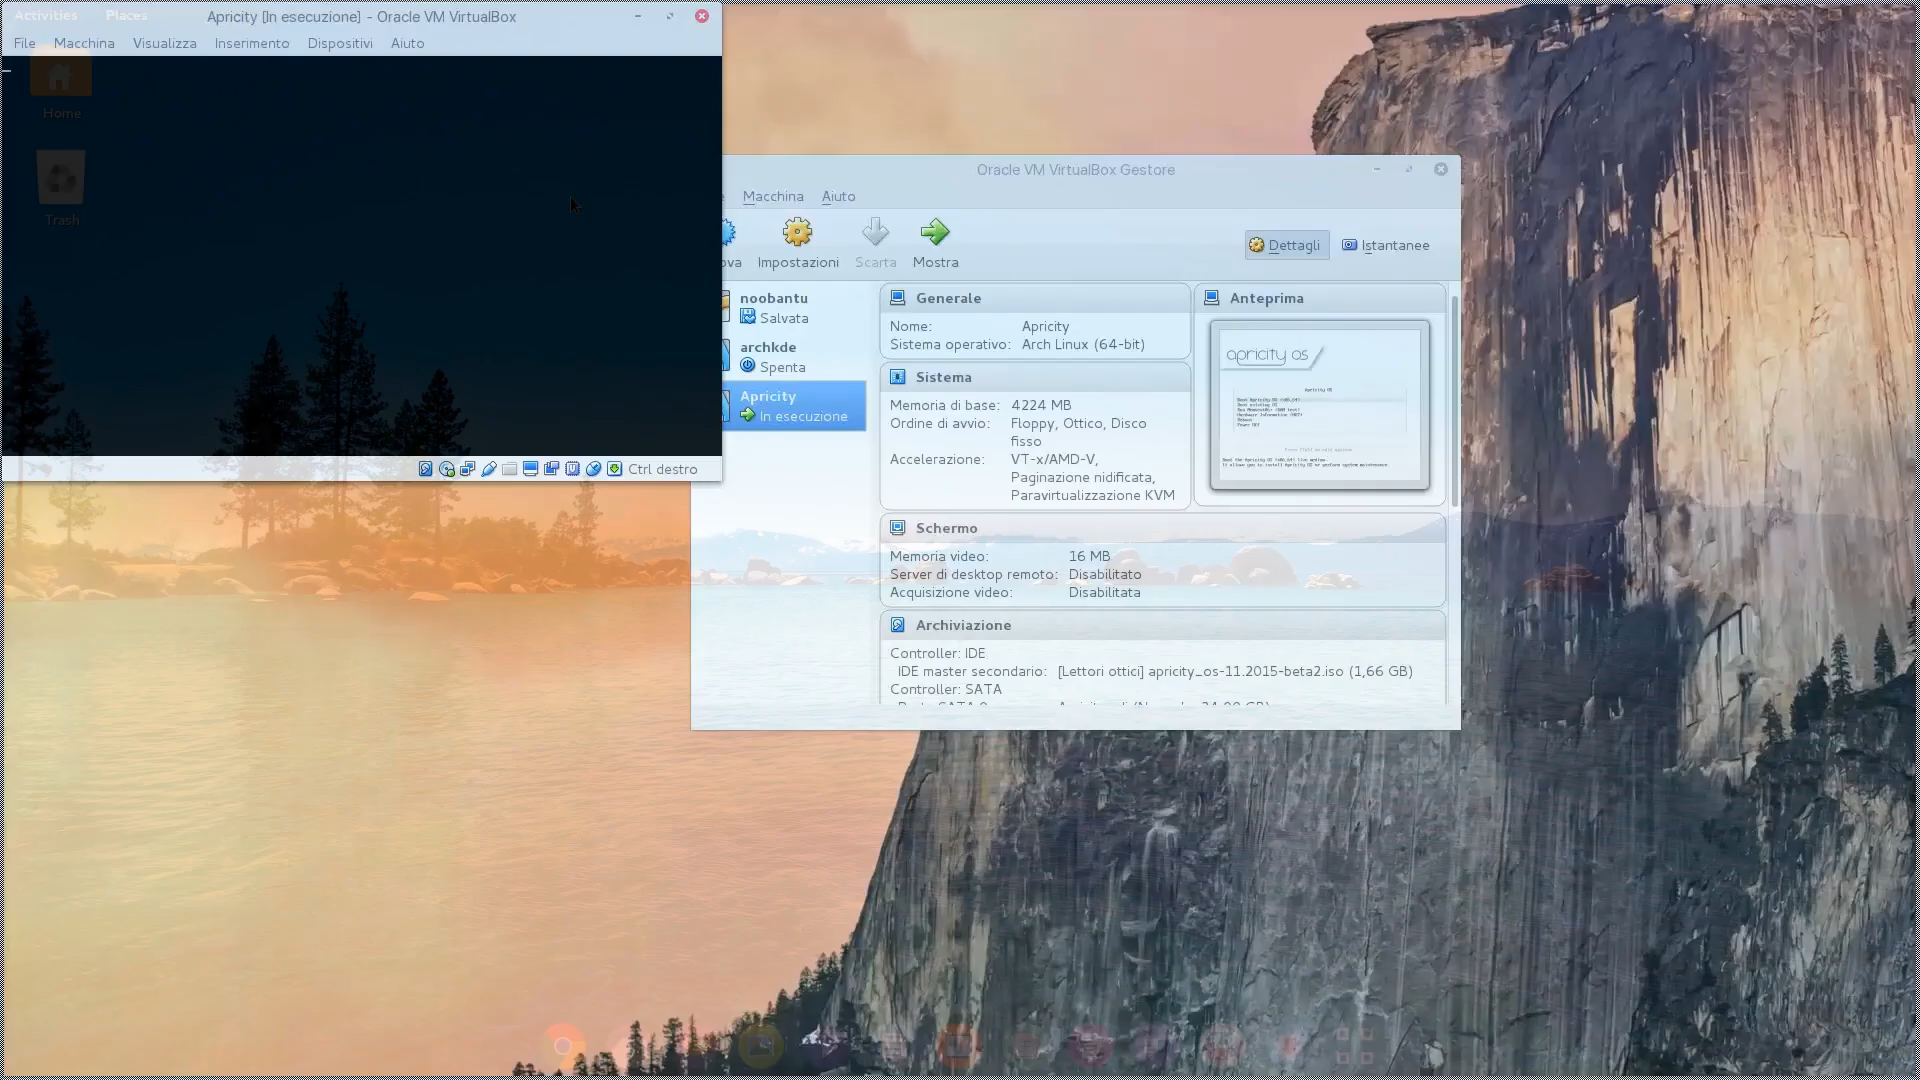 Activities Places
Apricity [In esecuzione] - Oracle VM VirtualBox
File Macchina Visualizza Inserimento Dispositivi Aiuto
Home
Trash
Ctrl destro
Oracle VM VirtualBox Gestore
Macchina Aiuto
Impostazioni Scarta Mostra
Dettagli Istantanee
noobantu
Salvata
archkde
Spenta
Apricity
In esecuzione
Generale
Nome: Apricity
Sistema operativo: Arch Linux (64-bit)
Sistema
Memoria di base: 4224 MB
Ordine di avvio: Floppy, Ottico, Disco
fisso
Accelerazione: VT-x/AMD-V,
Paginazione nidificata,
Paravirtualizzazione KVM
Anteprima
apricity os
Apricity OS
Schermo
Memoria video: 16 MB
Server di desktop remoto: Disabilitato
Acquisizione video: Disabilitata
Archiviazione
Controller: IDE
IDE master secondario: [Lettori ottici] apricity_os-11.2015-beta2.iso (1,66 GB)
Controller: SATA